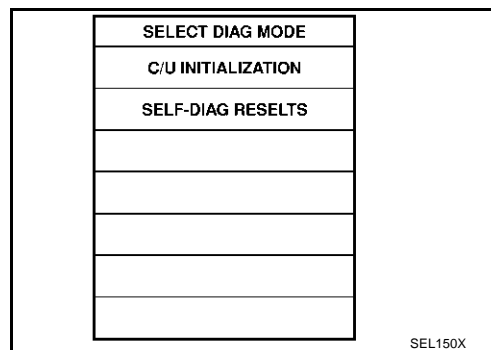 SELECT DIAG MODE
C/U INITIALIZATION
SELF-DIAG RESELTS
SEL150X